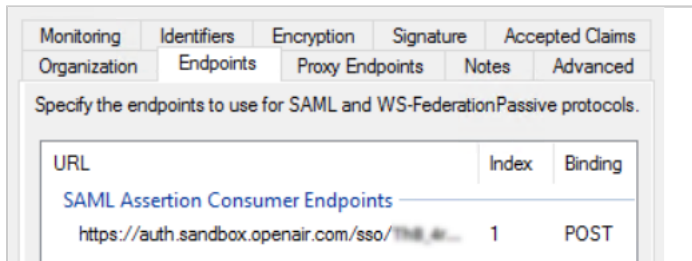 Monitoring Identifiers Encryption Signature Accepted Claims
Organization Endpoints Proxy Endpoints Notes Advanced
Specify the endpoints to use for SAML and WS-FederationPassive protocols.
URL Index Binding
SAML Assertion Consumer Endpoints
https://auth.sandbox.openair.com/sso/ 1 POST